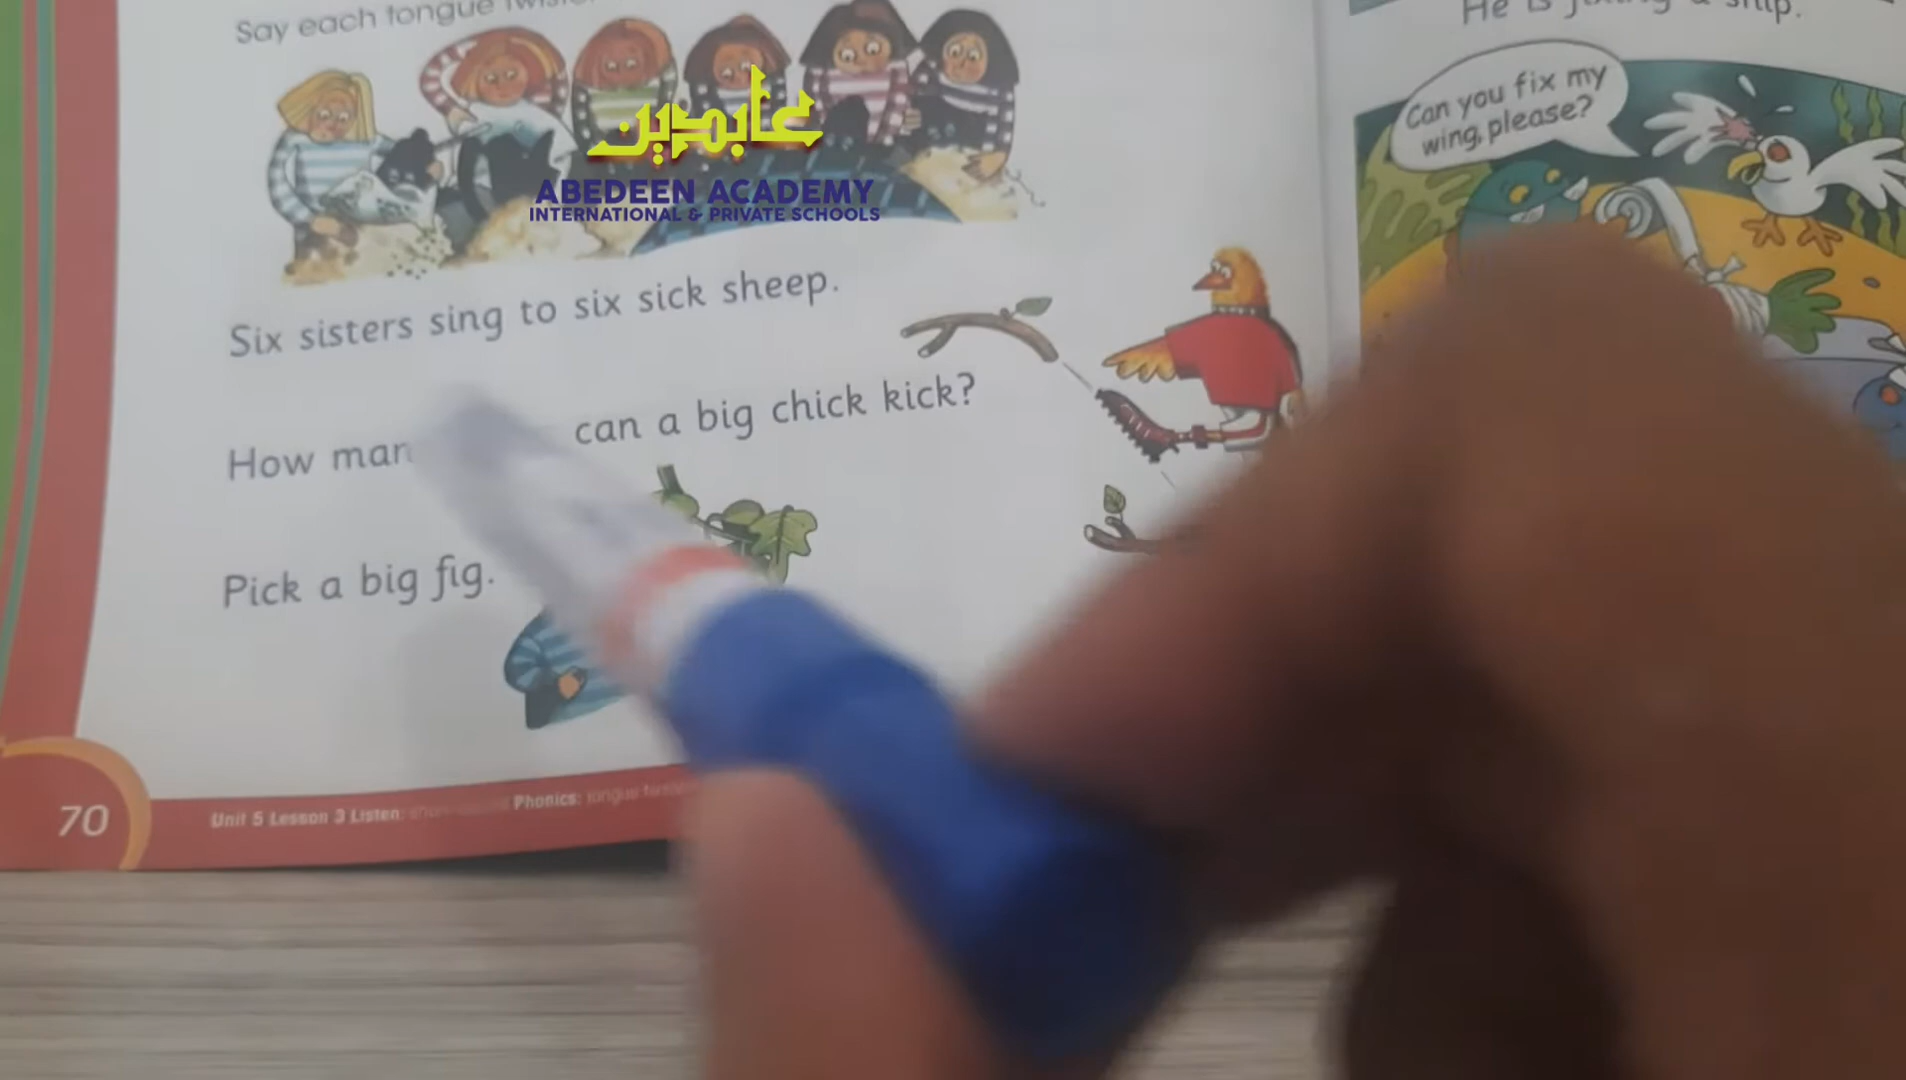 Say each tongue
عابدين
ABEDEEN ACADEMY
INTERNATIONAL & PRIVATE SCHOOLS
Six sisters sing to six sick sheep.
How man can a big chick kick?
Pick a big fig.
70
Unit 5 Lesson 3 Listen: Phonics: tongue
He is a ship.
Can you fix my
wing, please?